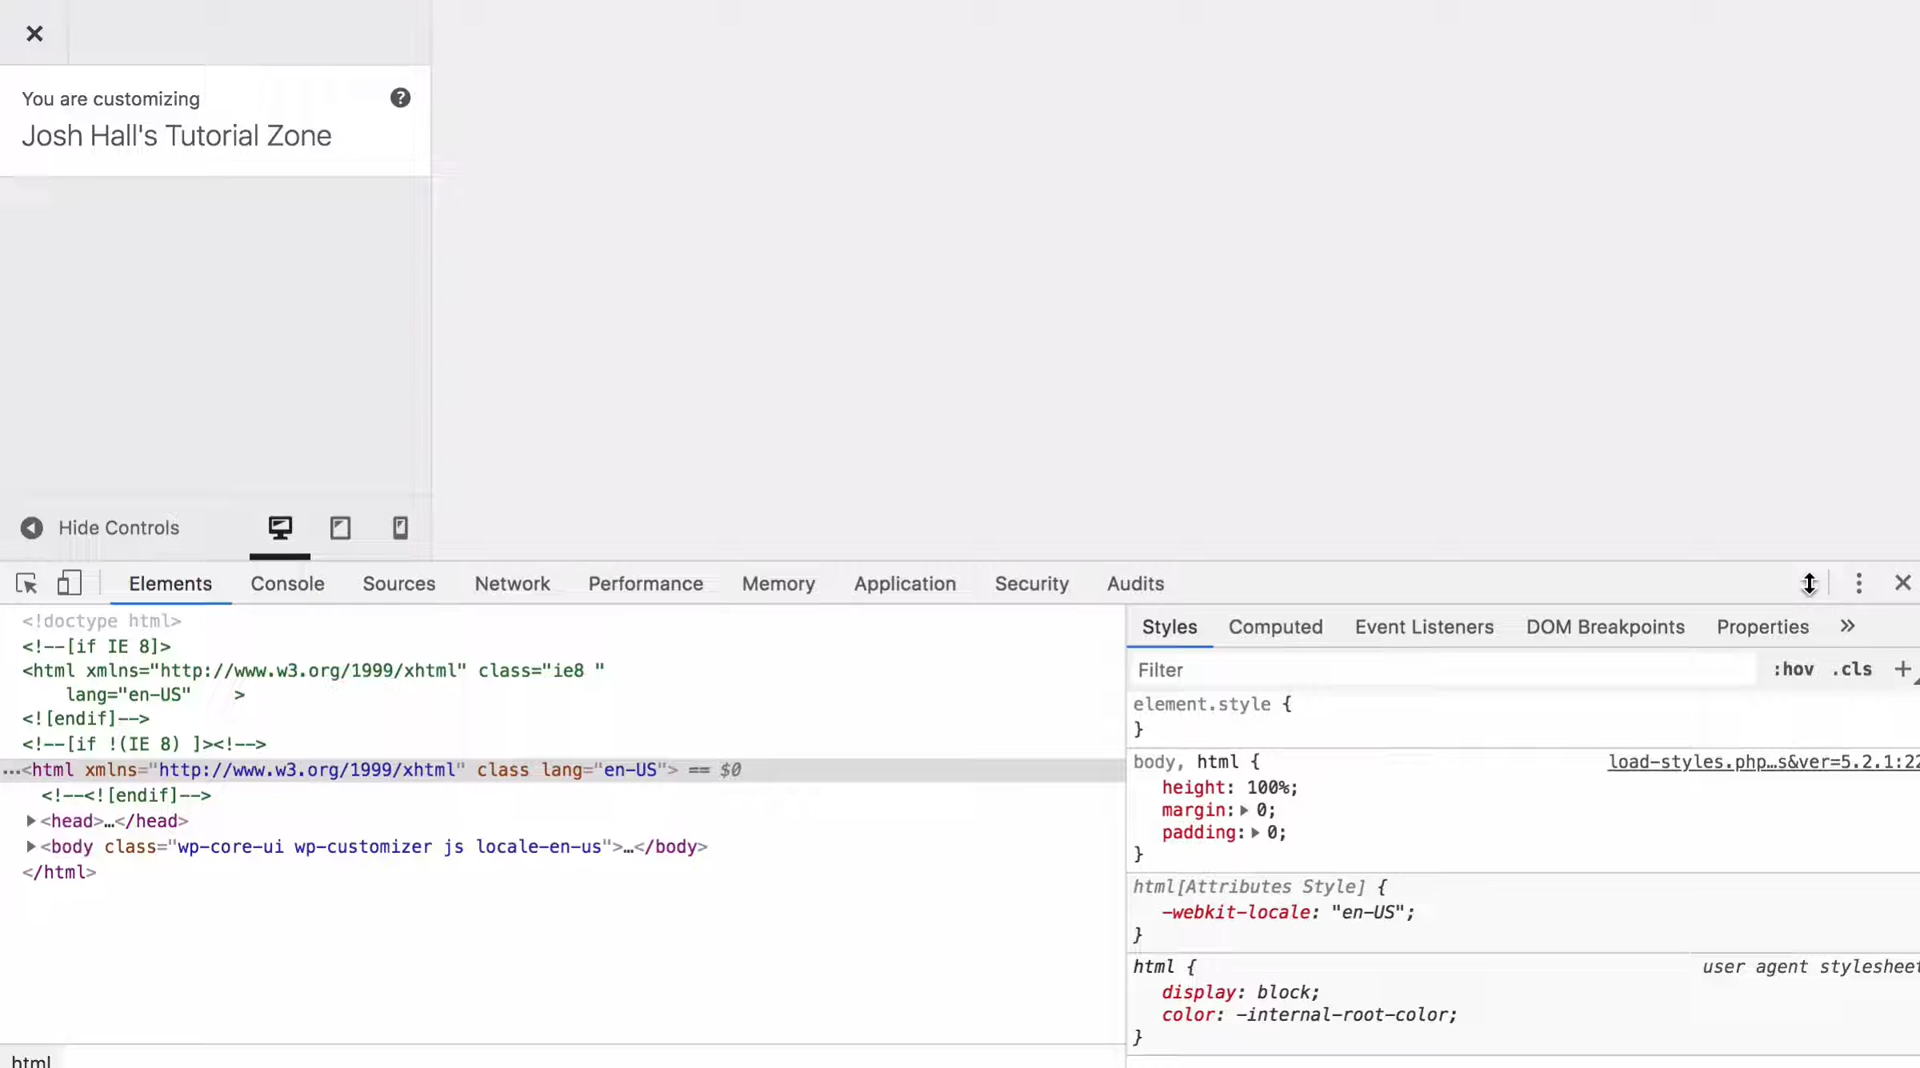 You are customizing
Josh Hall's Tutorial Zone
Hide Controls
Elements Console Sources Network Performance Memory Application Security Audits
<!doctype html>
<!--[if IE 8]>
<html xmlns="http://www.w3.org/1999/xhtml" class="ie8 "
lang="en-US" >
<![endif]-->
<!--[if !(IE 8) ]><!-->
…<html xmlns="http://www.w3.org/1999/xhtml" class lang="en-US"> == $0
<!--<![endif]-->
<head>…</head>
<body class="wp-core-ui wp-customizer js locale-en-us">…</body>
</html>
html
Styles Computed Event Listeners DOM Breakpoints Properties »
Filter :hov .cls +
element.style {
}
body, html { load-styles.php…s&ver=5.2.1:22
height: 100%;
margin: 0;
padding: 0;
}
html[Attributes Style] {
-webkit-locale: "en-US";
}
html { user agent stylesheet
display: block;
color: -internal-root-color;
}